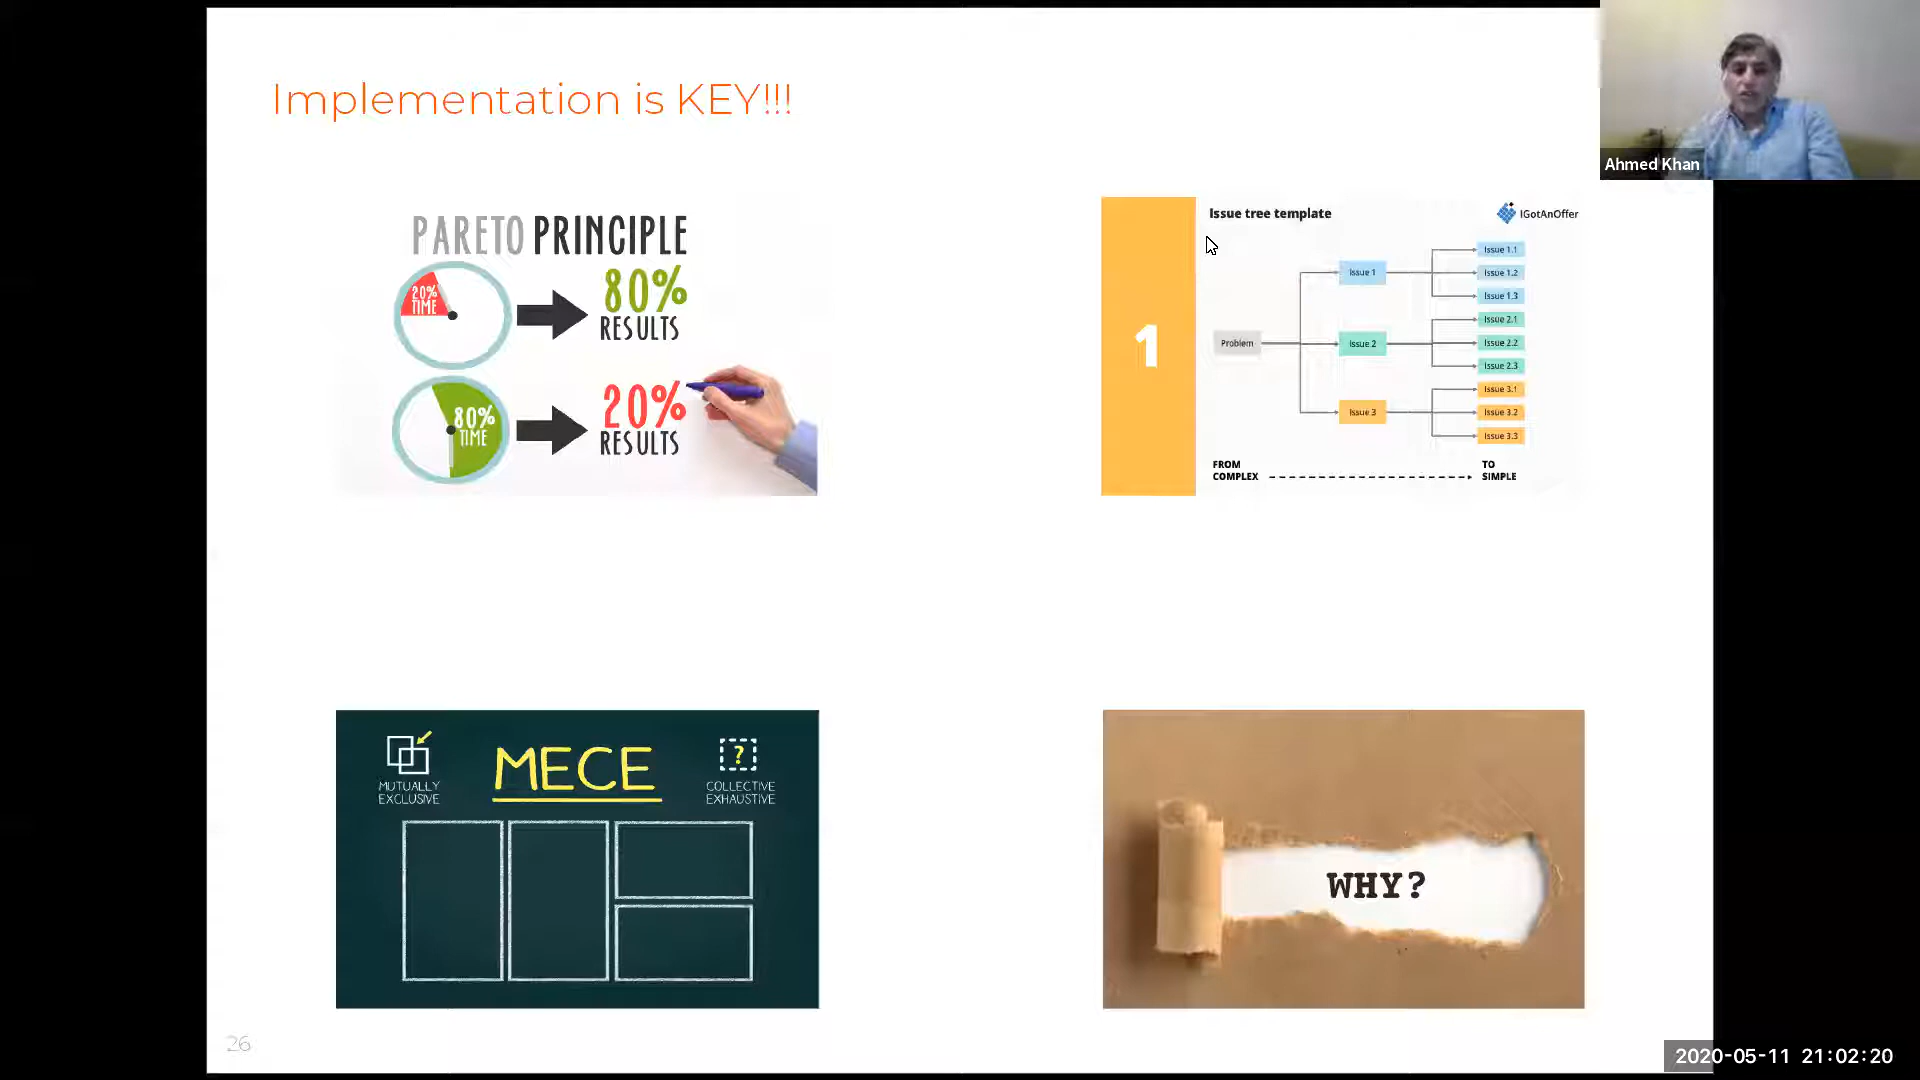 Implementation is KEY!!!
Ahmed Khan
PARETO PRINCIPLE
20%
TIME
80%
RESULTS
80%
TIME
20%
RESULTS
1
Issue tree template
IGotAnOffer
Problem
Issue 1
Issue 2
Issue 3
Issue 1.1
Issue 1.2
Issue 1.3
Issue 2.1
Issue 2.2
Issue 2.3
Issue 3.1
Issue 3.2
Issue 3.3
FROM
COMPLEX
TO
SIMPLE
MUTUALLY
EXCLUSIVE
MECE
?
COLLECTIVE
EXHAUSTIVE
WHY?
26
2020-05-11 21:02:20